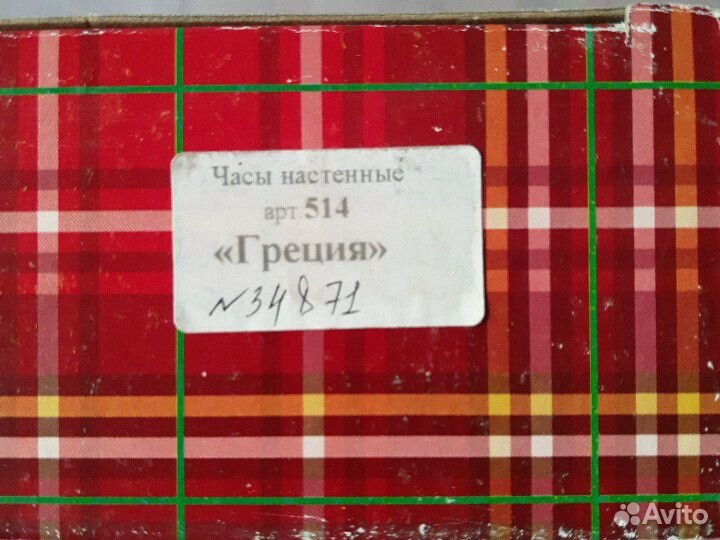 Часы настенные
арт.514
«Греция»
N34871
Avito